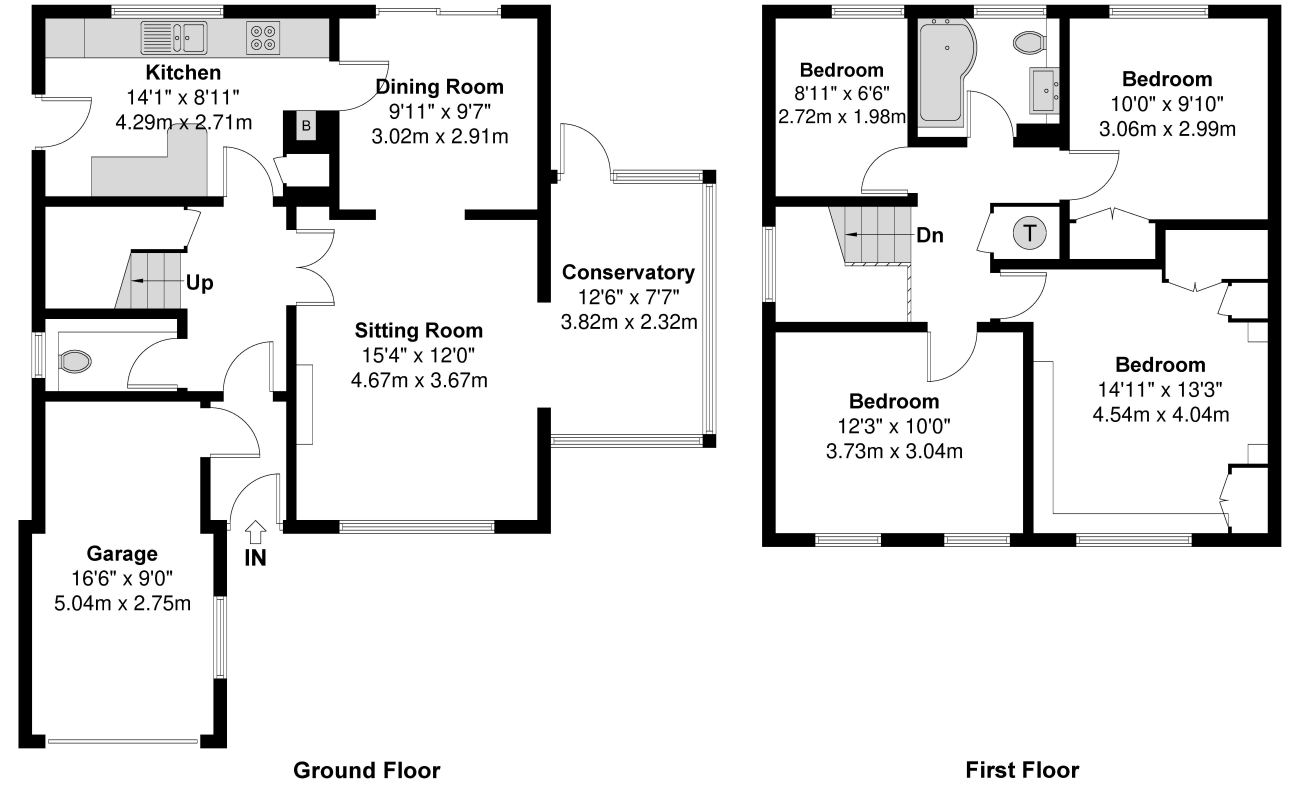 Kitchen
14'1" x 8'11"
4.29m x 2.71m
Dining Room
9'11" x 9'7"
3.02m x 2.91m
B
Up
Conservatory
12'6" x 7'7"
3.82m x 2.32m
Sitting Room
15'4" x 12'0"
4.67m x 3.67m
IN
Garage
16'6" x 9'0"
5.04m x 2.75m
Ground Floor
Bedroom
8'11" x 6'6"
2.72m x 1.98m
Bedroom
10'0" x 9'10"
3.06m x 2.99m
Dn
T
Bedroom
14'11" x 13'3"
4.54m x 4.04m
Bedroom
12'3" x 10'0"
3.73m x 3.04m
First Floor